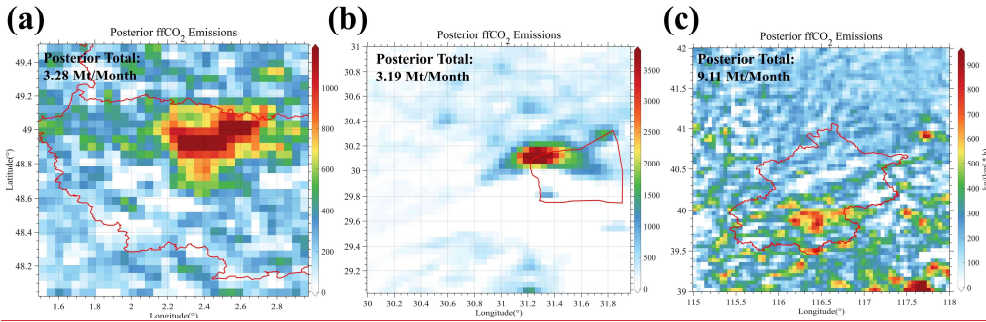 (a)
Posterior ffCO2 Emissions
Posterior Total:
3.28 Mt/Month
49.4
49.2
49
48.8
48.6
48.4
48.2
Latitude(°)
1.6 1.8 2 2.2 2.4 2.6 2.8
Longitude(°)
1000
800
600
400
200
0
(b)
Posterior ffCO2 Emissions
Posterior Total:
3.19 Mt/Month
31
30.8
30.6
30.4
30.2
30
29.8
29.6
29.4
29.2
30 30.2 30.4 30.6 30.8 31 31.2 31.4 31.6 31.8
Longitude(°)
3500
3000
2500
2000
1500
1000
500
0
(c)
Posterior ffCO2 Emissions
Posterior Total:
9.11 Mt/Month
42
41.5
41
40.5
40
39.5
39
115 115.5 116 116.5 117 117.5 118
Longitude(°)
900
800
700
600
500
400
300
200
100
0